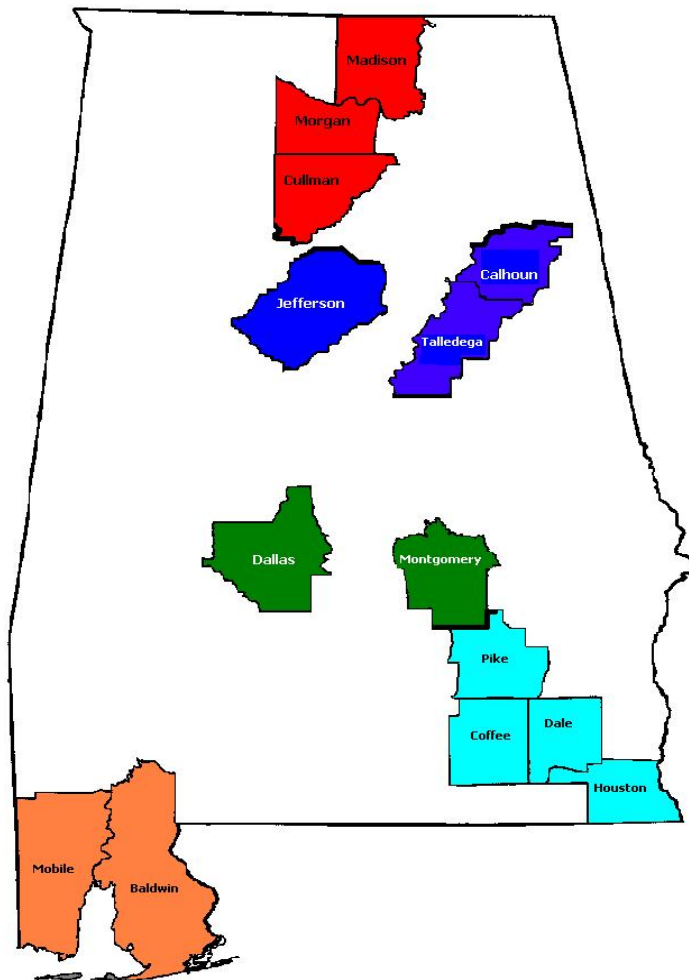 Madison
Morgan
Cullman
Calhoun
Jefferson
Talledega
Dallas
Montgomery
Pike
Coffee
Dale
Houston
Mobile
Baldwin